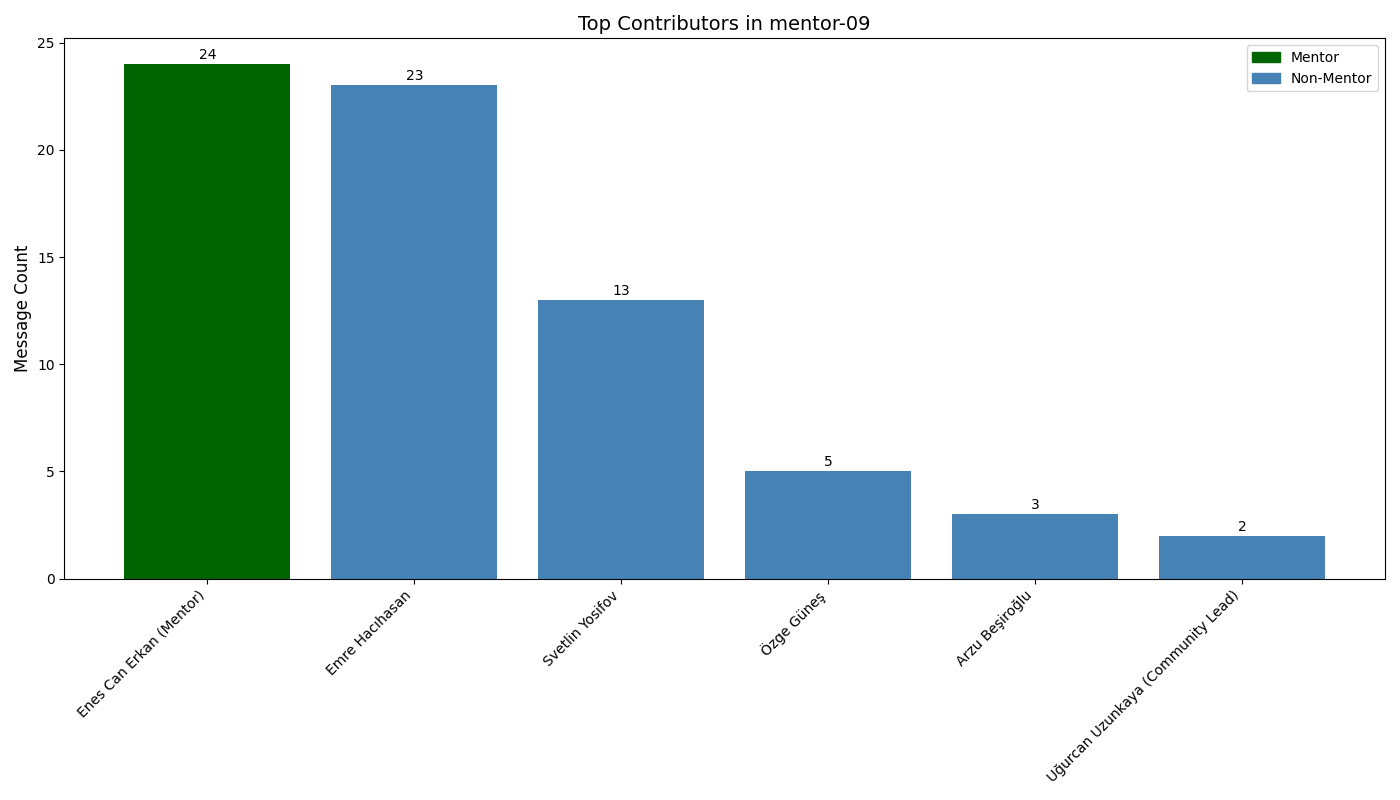 Top Contributors in mentor-09
Message Count
25
20
15
10
5
0
24
23
13
5
3
2
Mentor
Non-Mentor
Enes Can Erkan (Mentor)
Emre Hacıhasan
Svetlin Yosifov
Özge Güneş
Arzu Beşiroğlu
Uğurcan Uzunkaya (Community Lead)